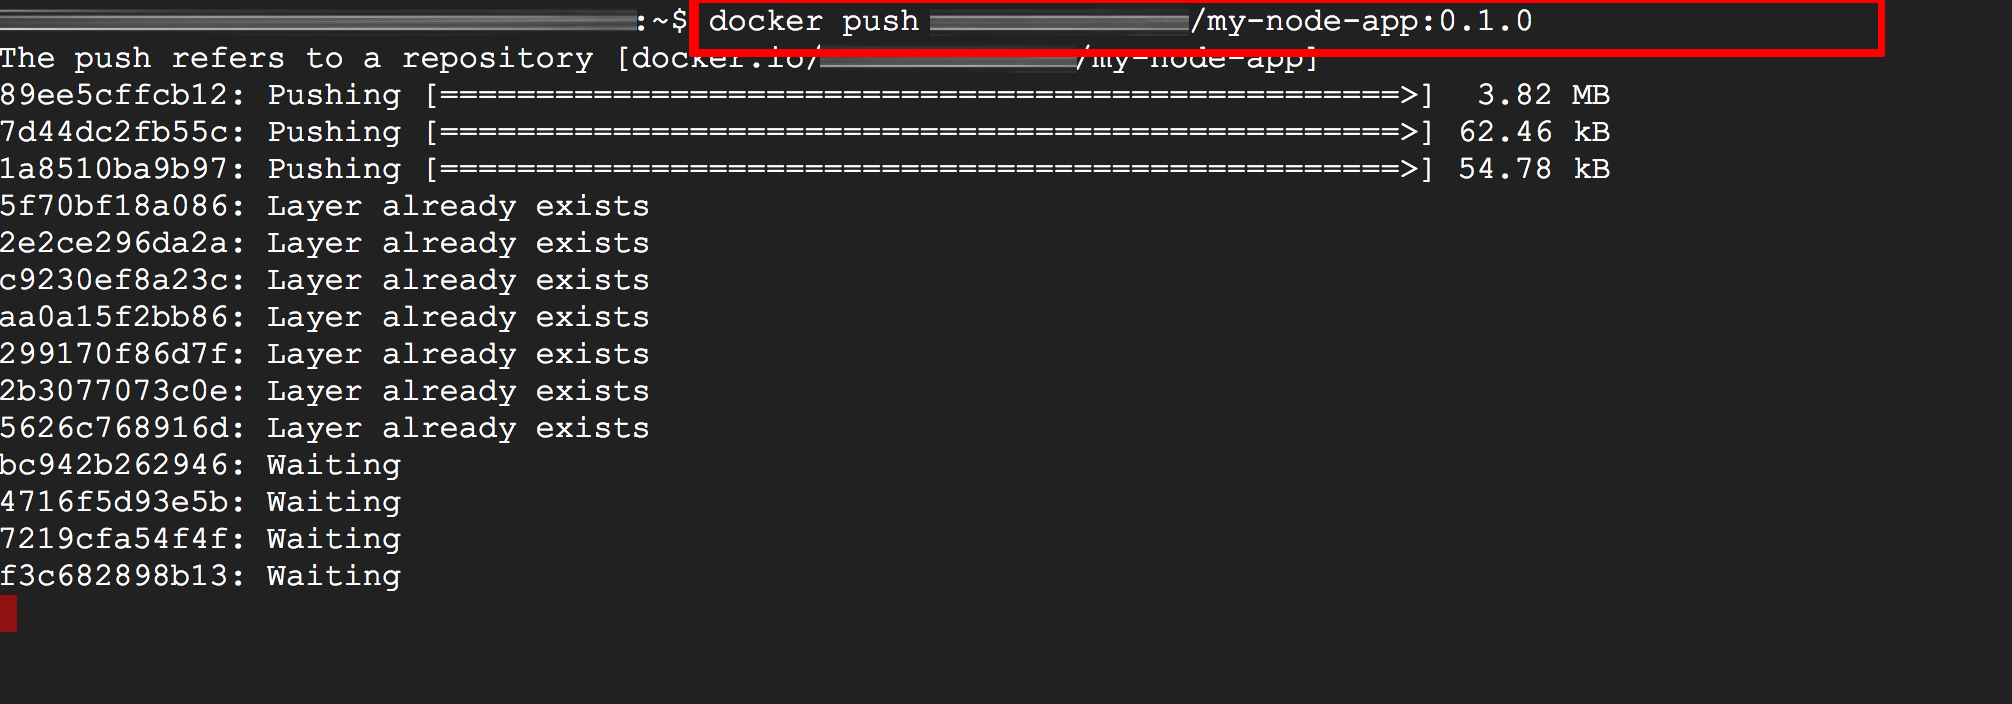 :~$ docker push /my-node-app:0.1.0
The push refers to a repository [docker.io/ /my-node-app]
89ee5cffcb12: Pushing [==================================================>] 3.82 MB
7d44dc2fb55c: Pushing [==================================================>] 62.46 kB
1a8510ba9b97: Pushing [==================================================>] 54.78 kB
5f70bf18a086: Layer already exists
2e2ce296da2a: Layer already exists
c9230ef8a23c: Layer already exists
aa0a15f2bb86: Layer already exists
299170f86d7f: Layer already exists
2b3077073c0e: Layer already exists
5626c768916d: Layer already exists
bc942b262946: Waiting
4716f5d93e5b: Waiting
7219cfa54f4f: Waiting
f3c682898b13: Waiting